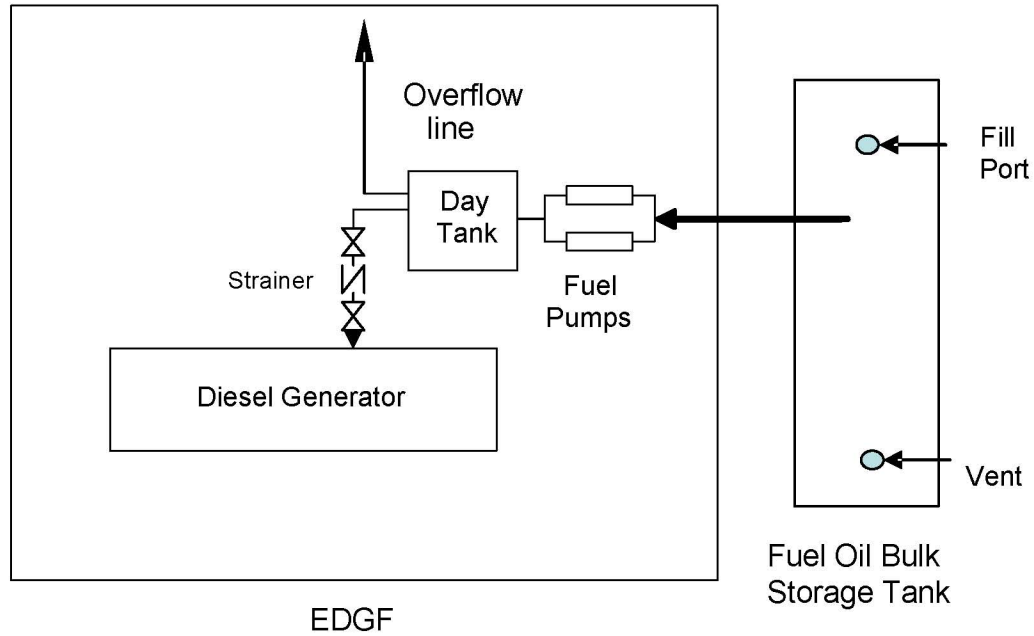 Overflow
line
Day
Tank
Fuel
Pumps
Strainer
Diesel Generator
EDGF
Fill
Port
Vent
Fuel Oil Bulk
Storage Tank